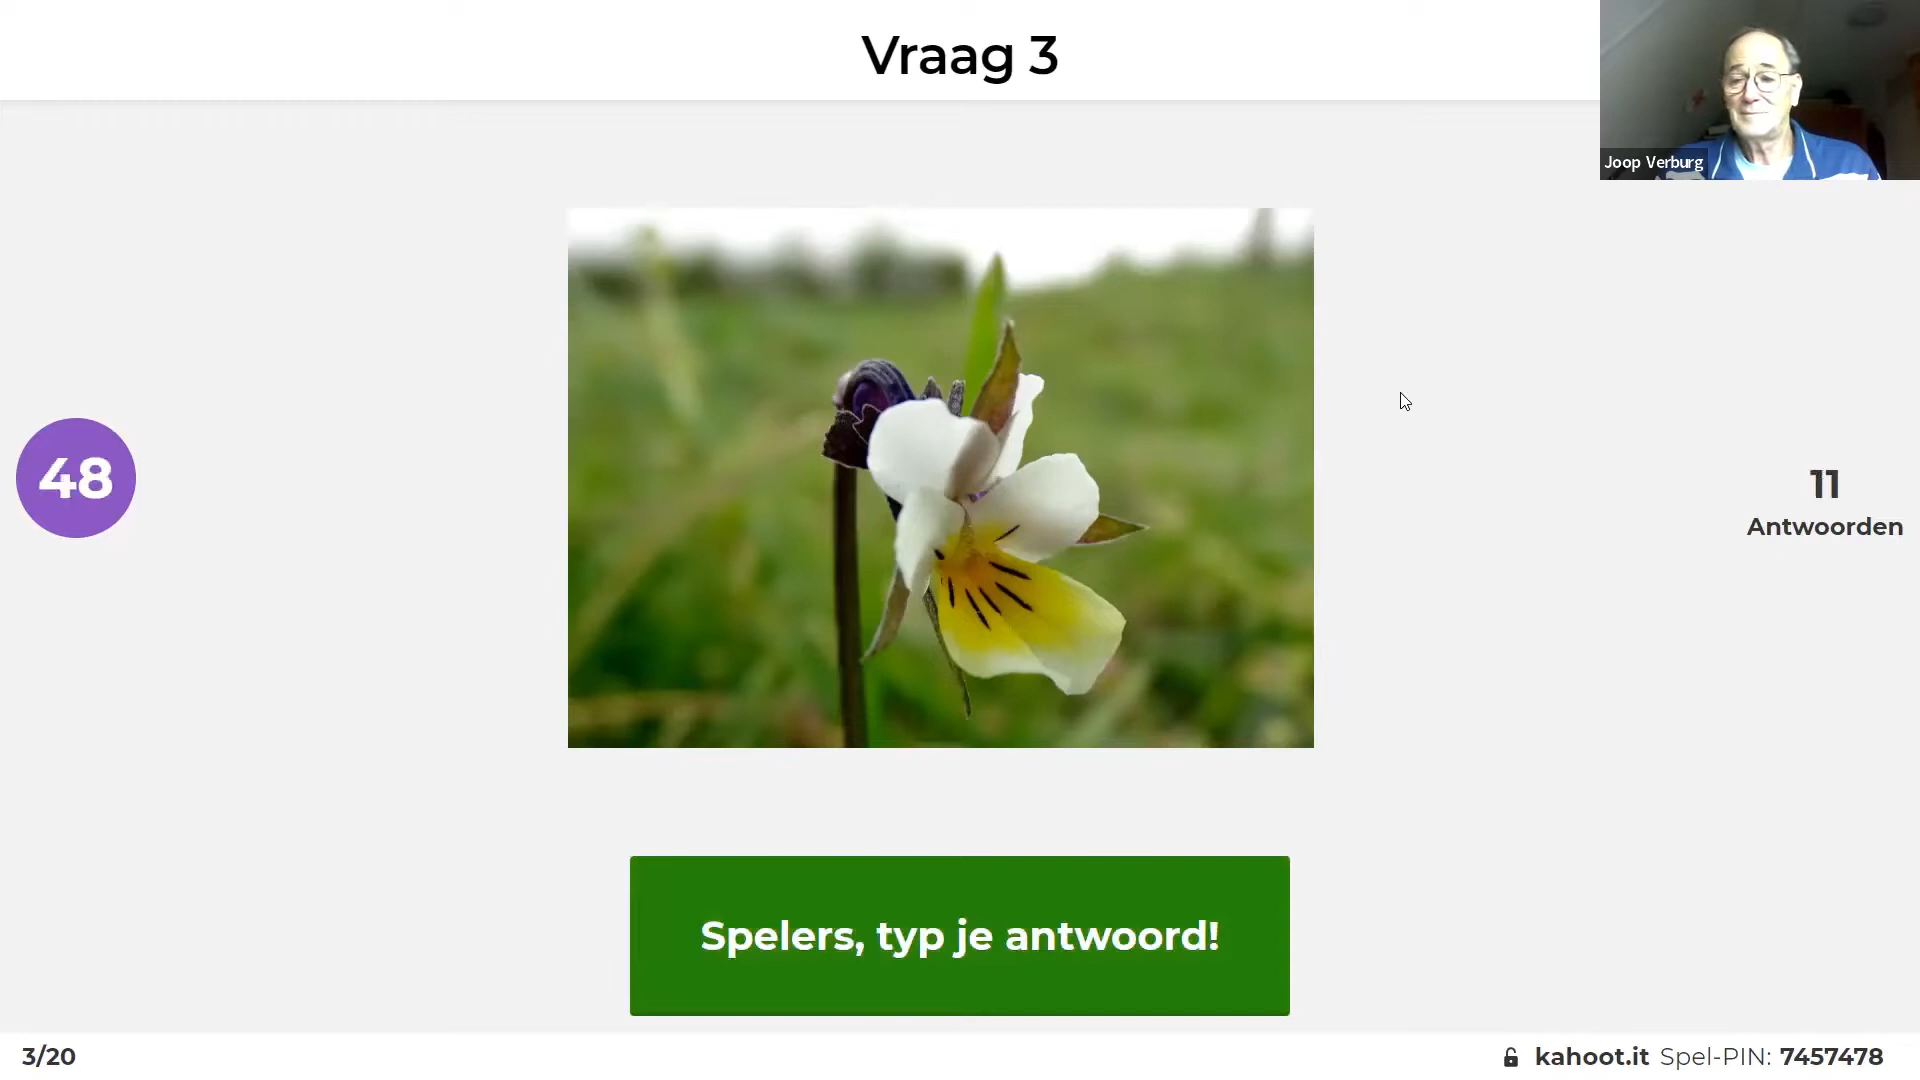 Vraag 3
Joop Verburg
48
11
Antwoorden
Spelers, typ je antwoord!
3/20
kahoot.it Spel-PIN: 7457478